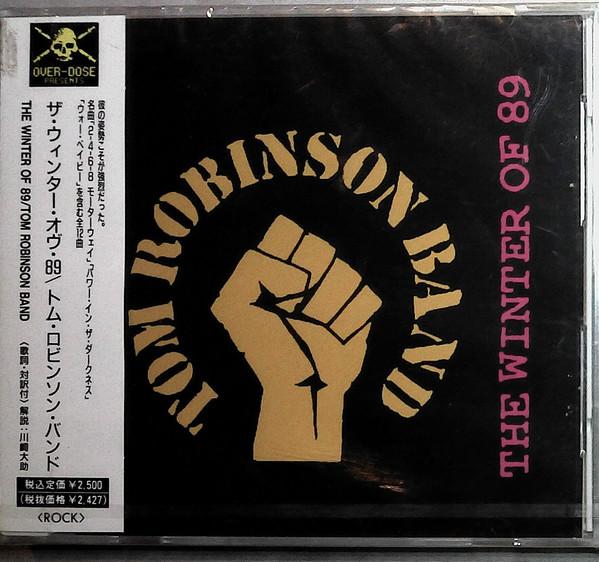 OVER-DOSE
PRESENTS
彼の姿勢こそが強烈だった。
名曲「2-4-6-8 モーターウェイ」「パワー・イン・ザ・ダークネス」
「ウォー・ベイビー」を含む全12曲
ザ・ウィンター・オヴ・89/トム・ロビンソン・バンド
THE WINTER OF 89/TOM ROBINSON BAND
〈歌詞・対訳付〉解説：川﨑大助
税込定価￥2,500
(税抜価格￥2,427)
〈ROCK〉
TOM ROBINSON BAND
THE WINTER OF 89